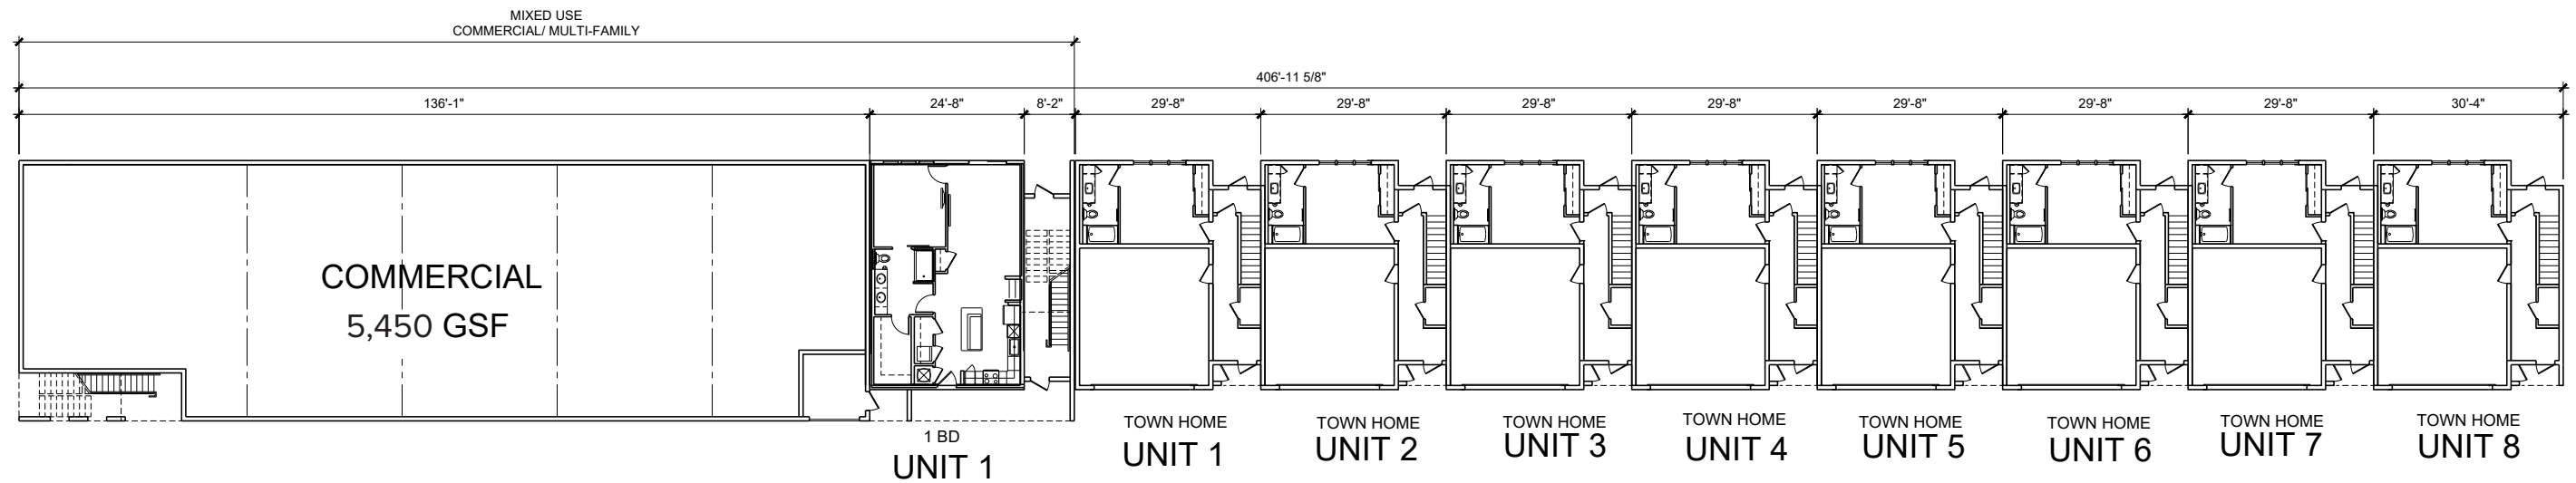 MIXED USE
COMMERCIAL/ MULTI-FAMILY
406'-11 5/8"
136'-1"
24'-8"
8'-2"
29'-8"
29'-8"
29'-8"
29'-8"
29'-8"
29'-8"
29'-8"
30'-4"
COMMERCIAL
5,450 GSF
1 BD
UNIT 1
TOWN HOME
UNIT 1
TOWN HOME
UNIT 2
TOWN HOME
UNIT 3
TOWN HOME
UNIT 4
TOWN HOME
UNIT 5
TOWN HOME
UNIT 6
TOWN HOME
UNIT 7
TOWN HOME
UNIT 8